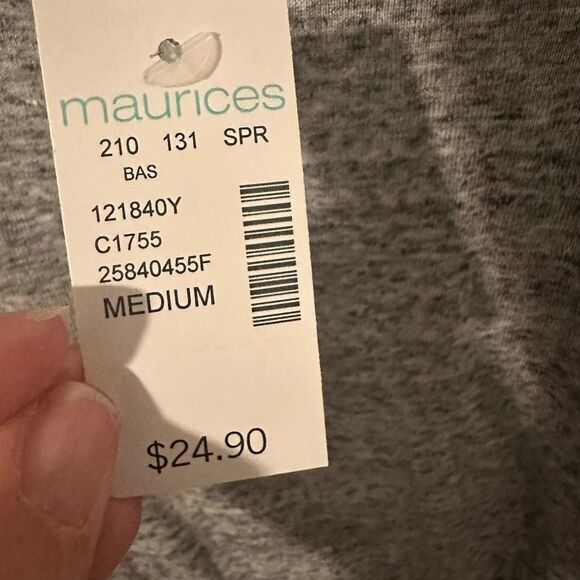 maurices
210 131 SPR
BAS
121840Y
C1755
25840455F
MEDIUM
$24.90